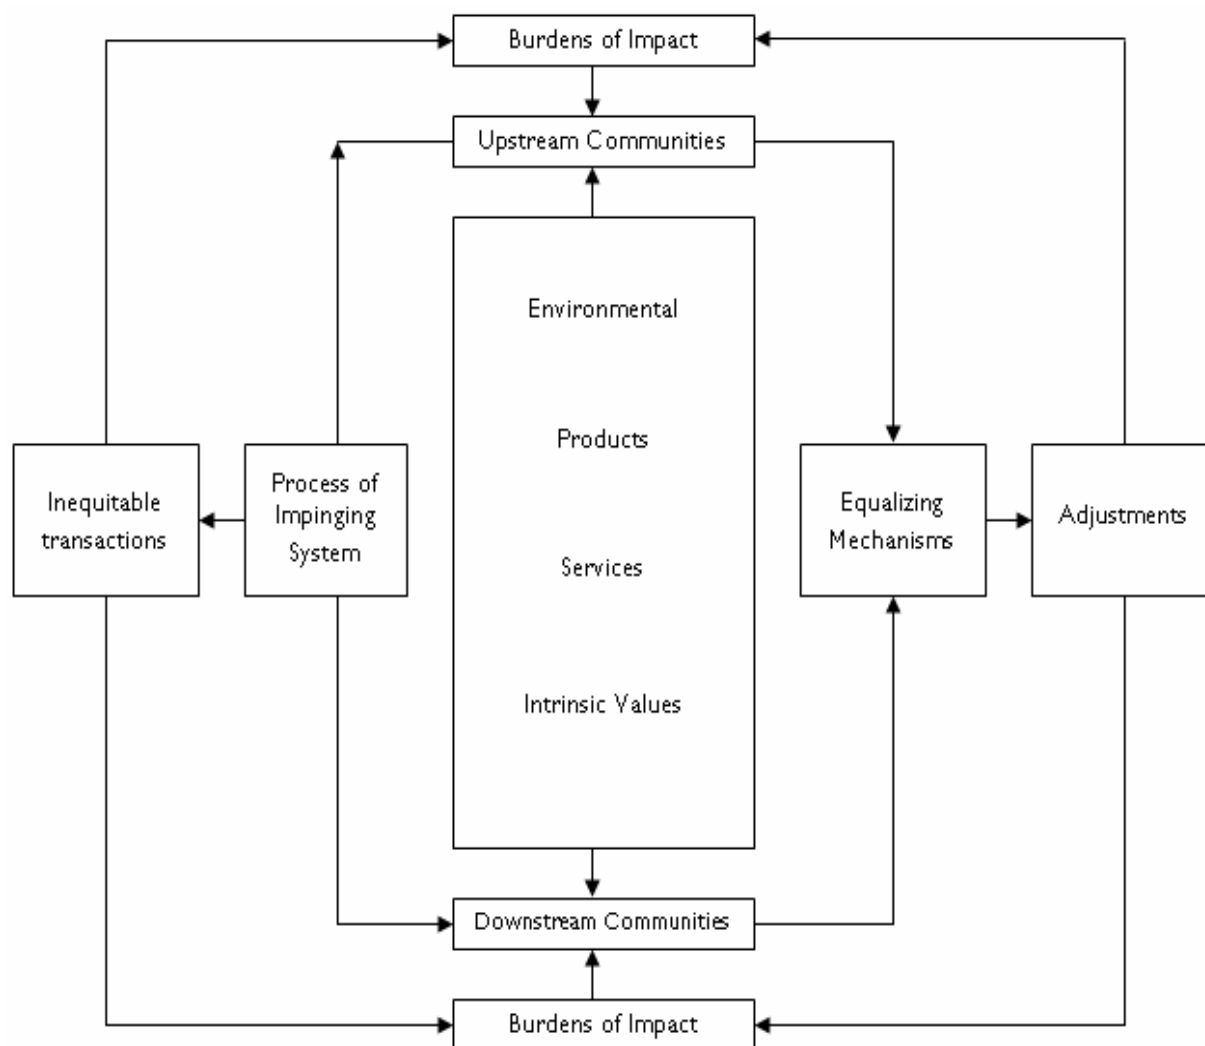 Burdens of Impact
Upstream Communities
Environmental
Products
Services
Intrinsic Values
Inequitable
transactions
Process of
Impinging
System
Equalizing
Mechanisms
Adjustments
Downstream Communities
Burdens of Impact